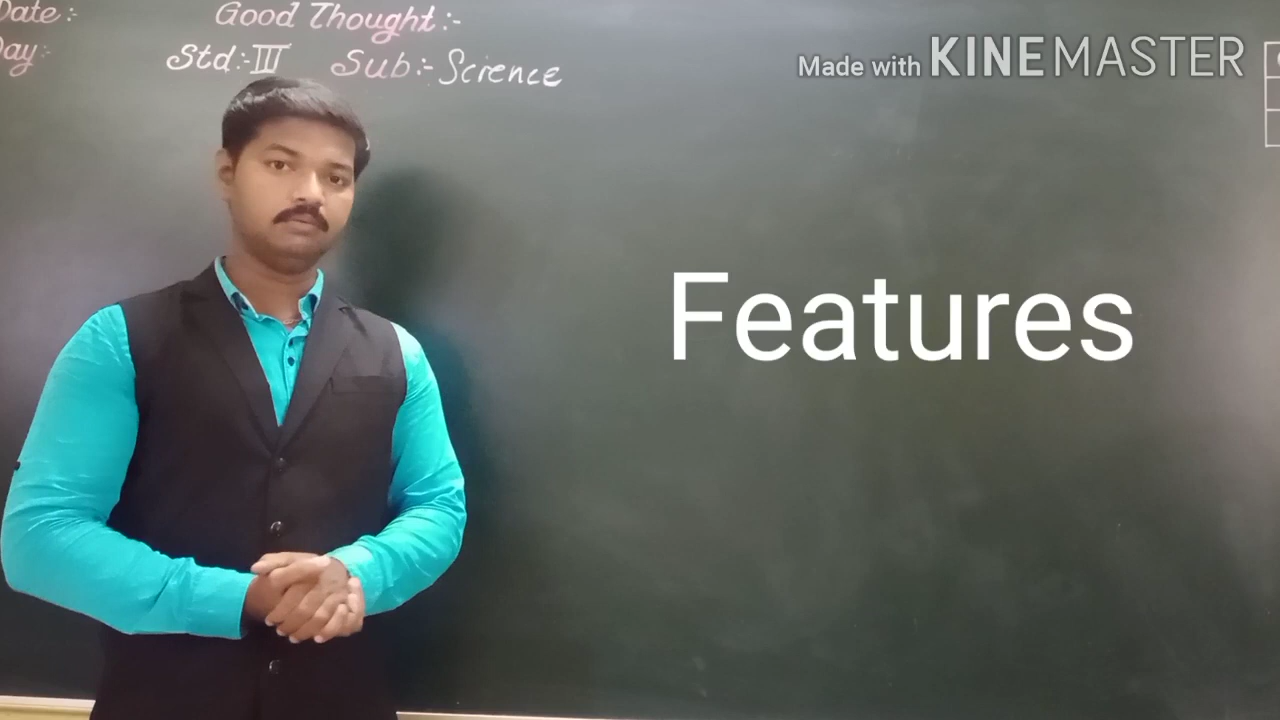 Date:-
Good Thought:-
Day:-
Std:-III Sub:- Science
Made with KINEMASTER
Features